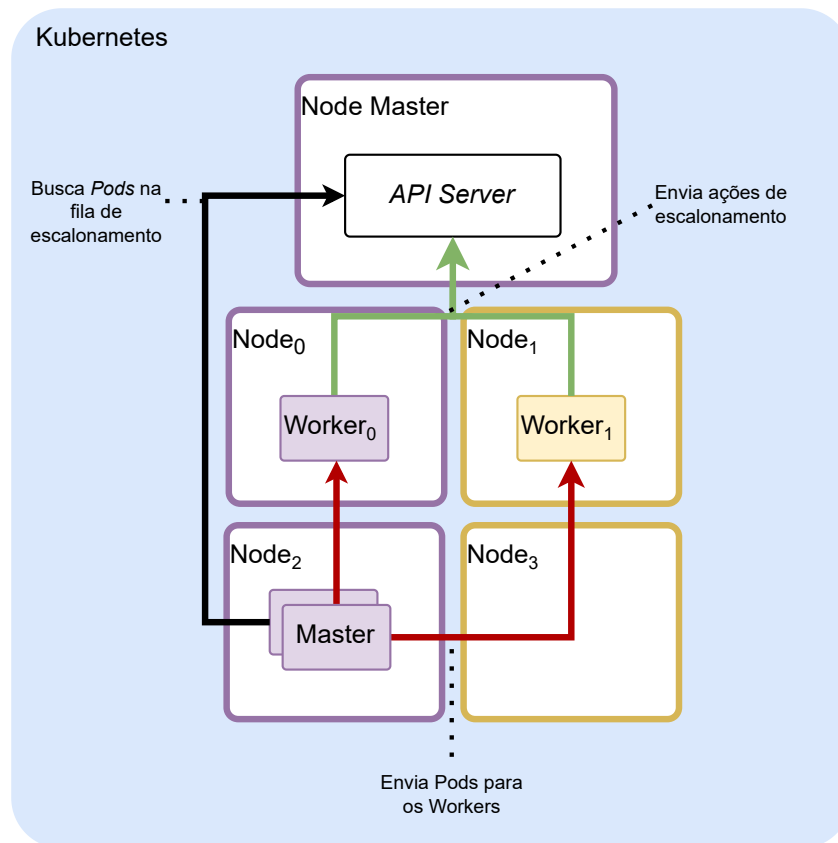 Kubernetes
Node Master
API Server
Busca Pods na
fila de
escalonamento
Envia ações de
escalonamento
Node0
Node1
Worker0
Worker1
Node2
Node3
Master
Envia Pods para
os Workers